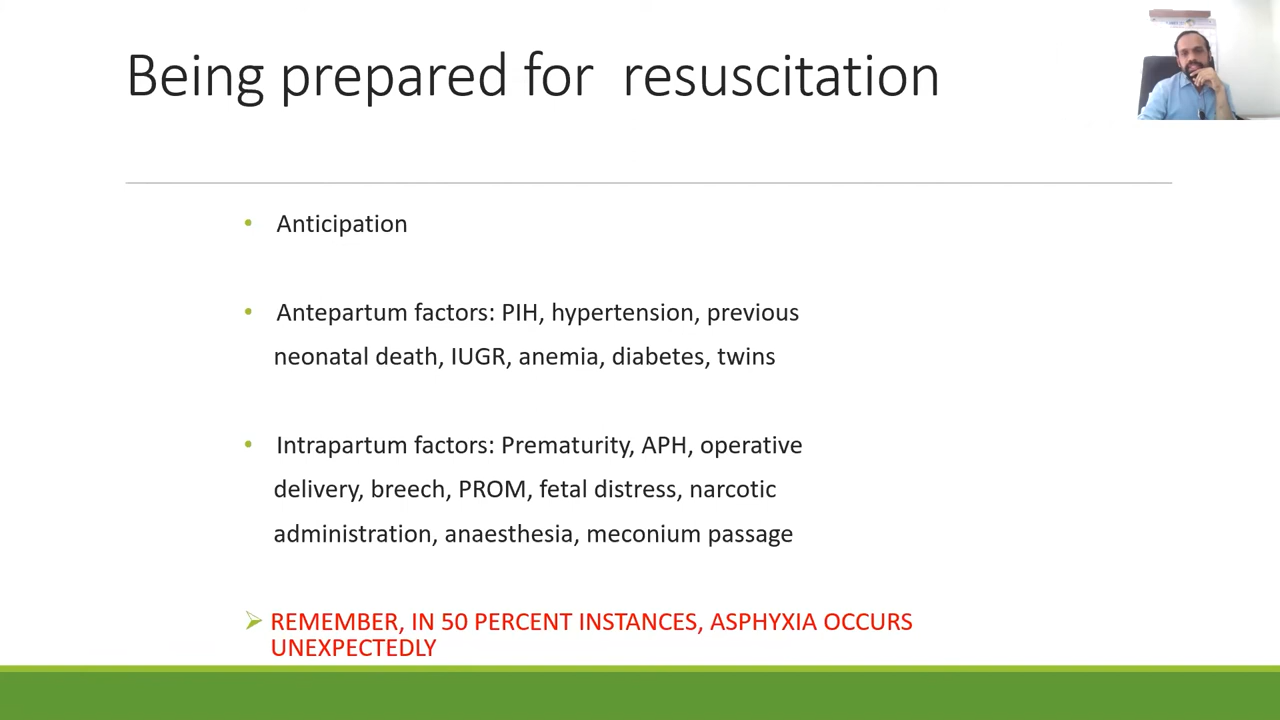 Being prepared for resuscitation
• Anticipation
• Antepartum factors: PIH, hypertension, previous
neonatal death, IUGR, anemia, diabetes, twins
• Intrapartum factors: Prematurity, APH, operative
delivery, breech, PROM, fetal distress, narcotic
administration, anaesthesia, meconium passage
➢ REMEMBER, IN 50 PERCENT INSTANCES, ASPHYXIA OCCURS
UNEXPECTEDLY